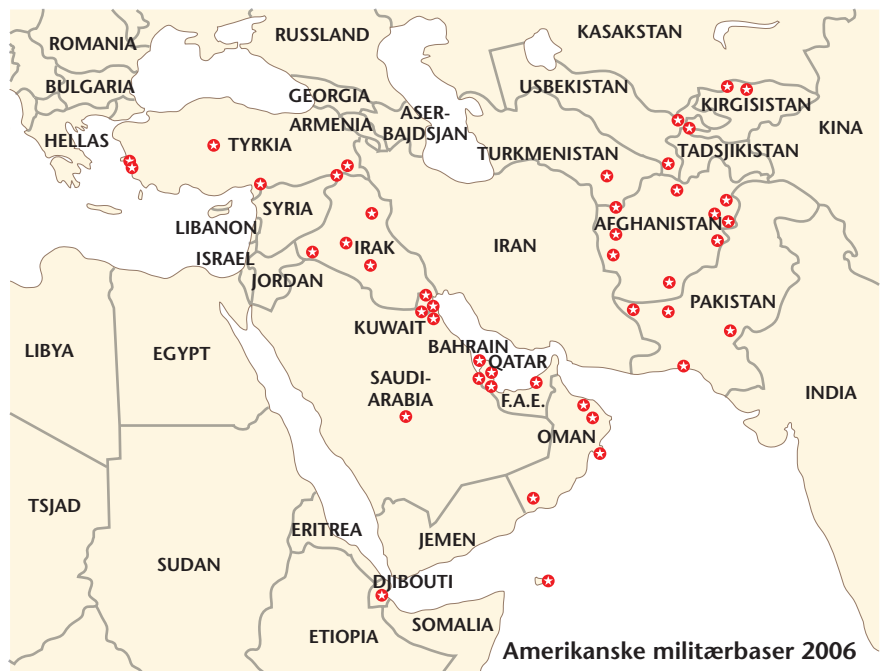 ROMANIA
RUSSLAND
KASAKSTAN
BULGARIA
GEORGIA
USBEKISTAN
KIRGISISTAN
ARMENIA
ASER-
BAJDSJAN
HELLAS
TYRKIA
TURKMENISTAN
TADSJIKISTAN
KINA
SYRIA
LIBANON
AFGHANISTAN
IRAK
IRAN
ISRAEL
JORDAN
PAKISTAN
KUWAIT
BAHRAIN
LIBYA
EGYPT
QATAR
SAUDI-
ARABIA
F.A.E.
INDIA
OMAN
TSJAD
ERITREA
JEMEN
SUDAN
DJIBOUTI
ETIOPIA
SOMALIA
Amerikanske militærbaser 2006